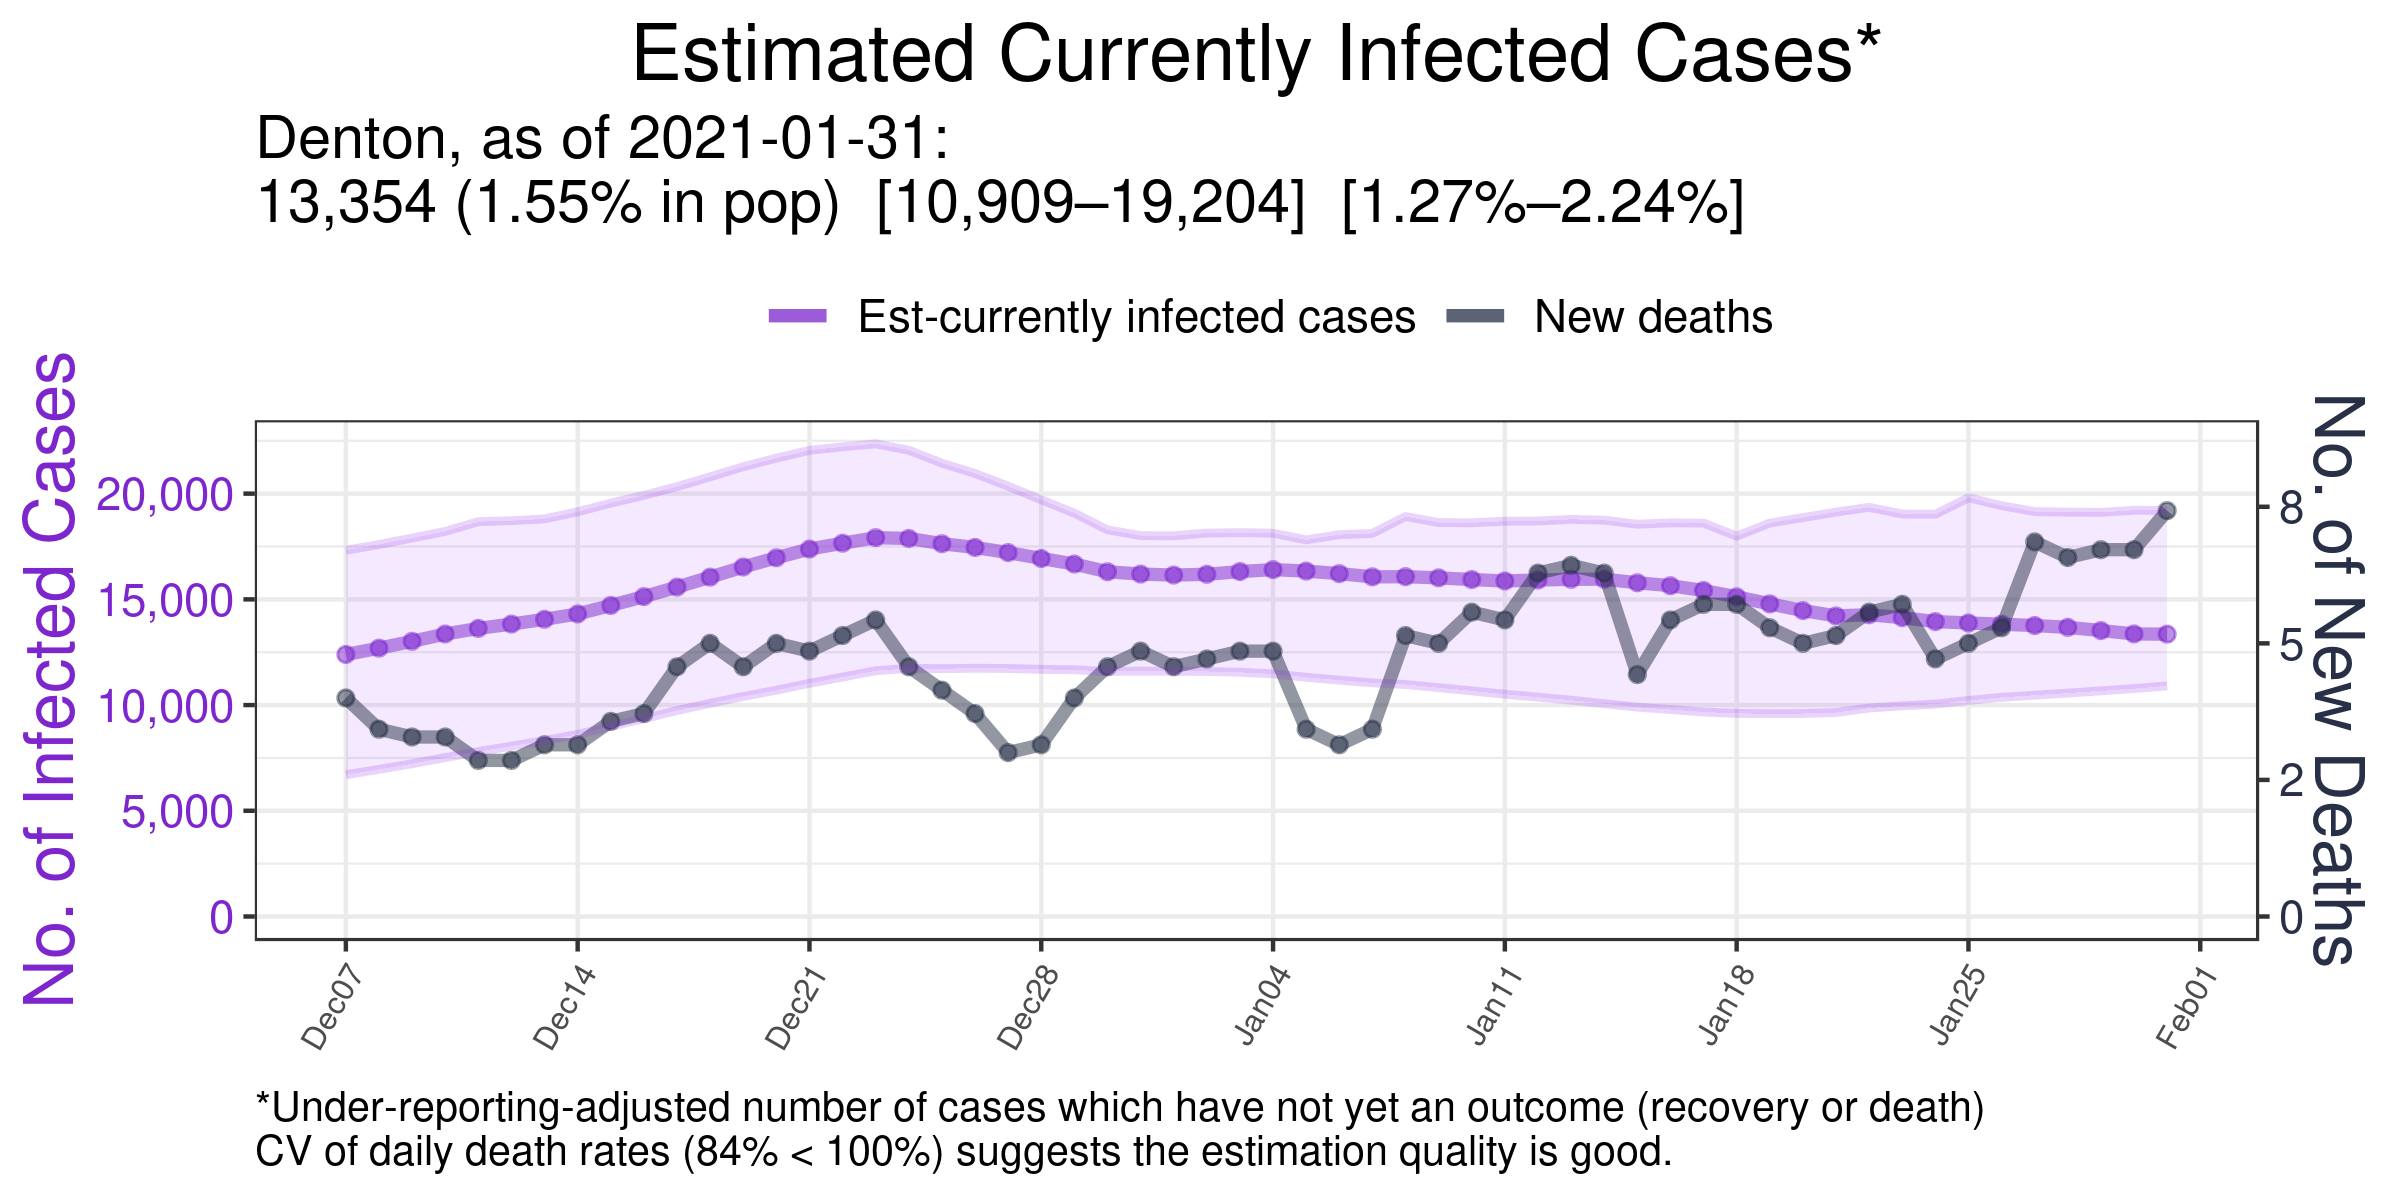 Estimated Currently Infected Cases*
Denton, as of 2021-01-31:
13,354 (1.55% in pop)  [10,909–19,204]  [1.27%–2.24%]
Est-currently infected cases
New deaths
No. of Infected Cases
20,000
15,000
10,000
5,000
0
No. of New Deaths
8
5
2
0
Dec07
Dec14
Dec21
Dec28
Jan04
Jan11
Jan18
Jan25
Feb01
*Under-reporting-adjusted number of cases which have not yet an outcome (recovery or death)
CV of daily death rates (84% < 100%) suggests the estimation quality is good.